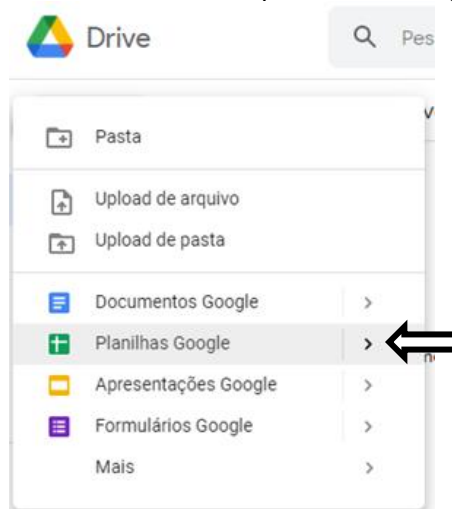 Drive
Pes
Pasta
Upload de arquivo
Upload de pasta
Documentos Google
Planilhas Google
Apresentações Google
Formulários Google
Mais